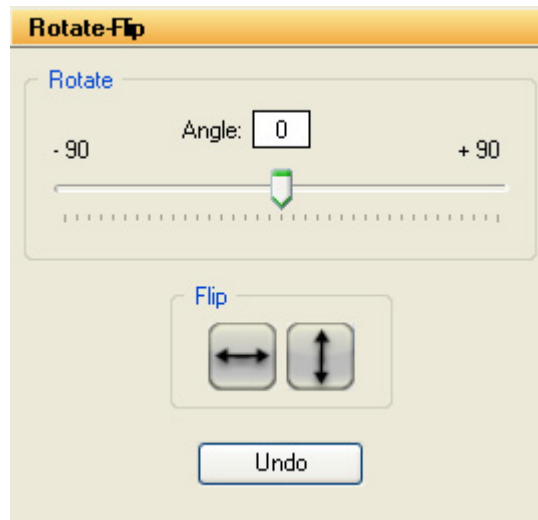 Rotate-Flip
Rotate
Angle: 0
- 90
+ 90
Flip
Undo